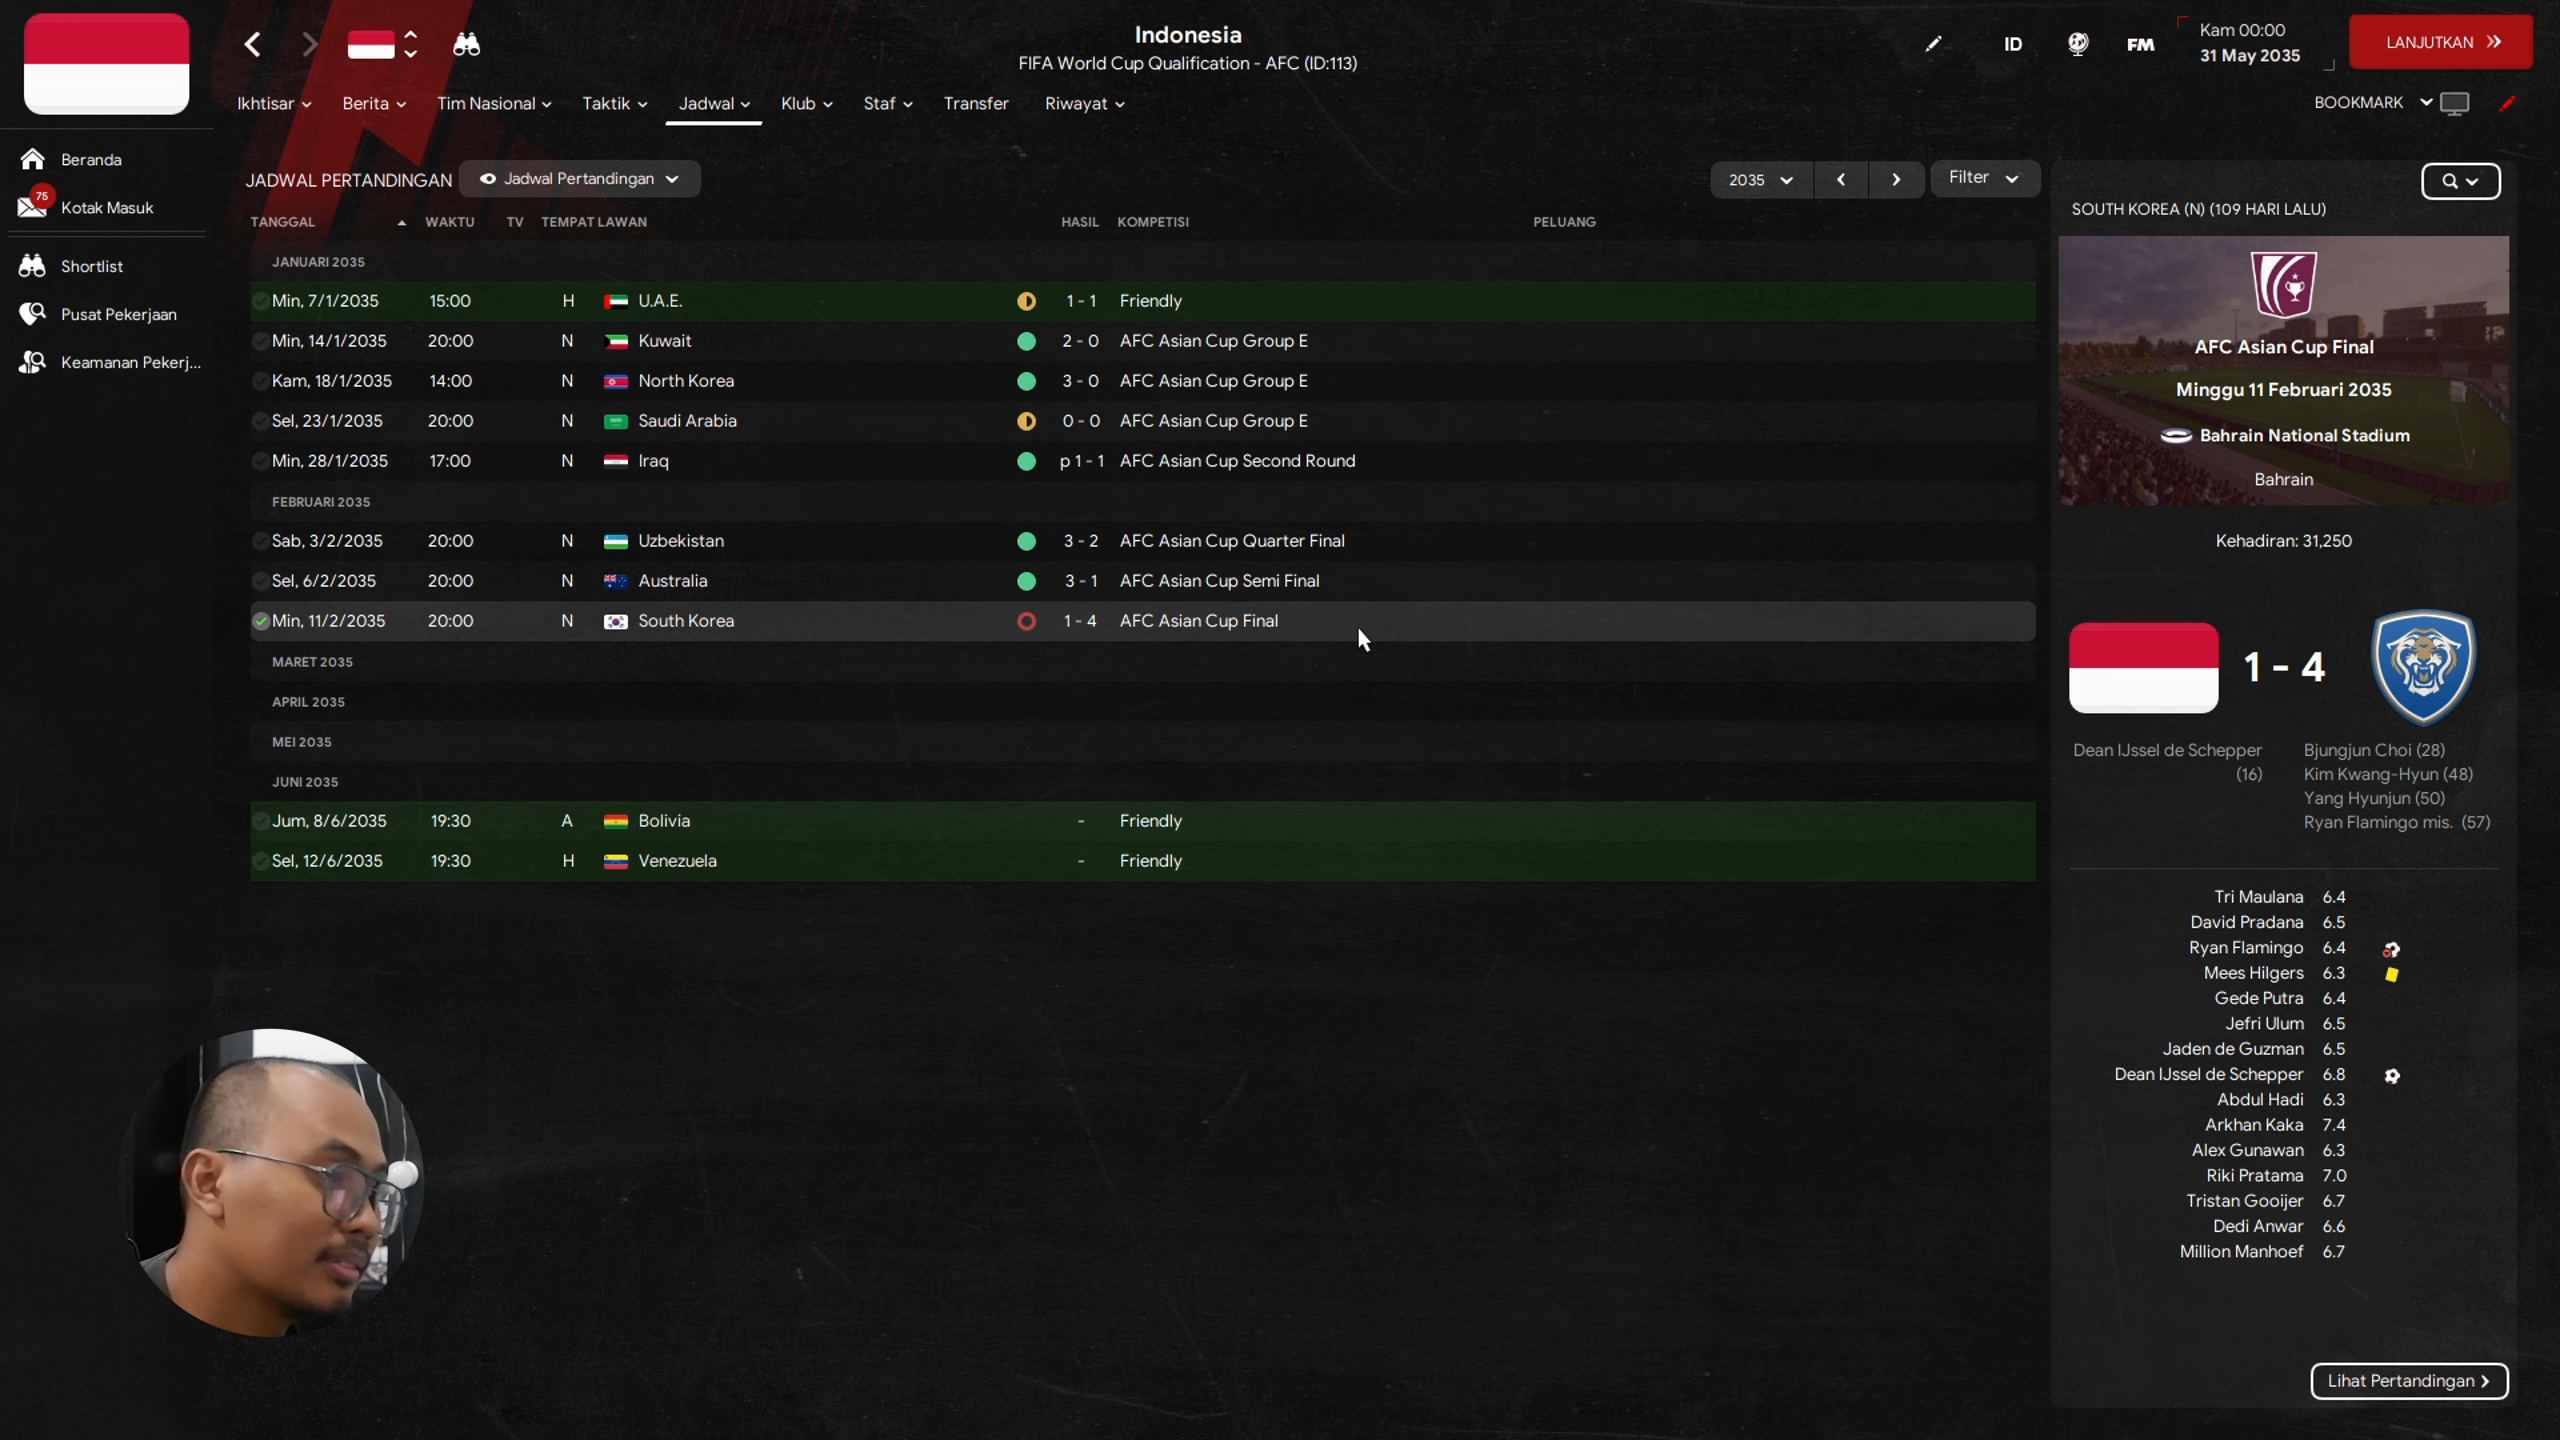 Indonesia
FIFA World Cup Qualification - AFC (ID:113)
ID
FM
Kam 00:00
31 May 2035
LANJUTKAN
Ikhtisar
Berita
Tim Nasional
Taktik
Jadwal
Klub
Staf
Transfer
Riwayat
BOOKMARK
Beranda
75
Kotak Masuk
Shortlist
Pusat Pekerjaan
Keamanan Pekerj...
JADWAL PERTANDINGAN
Jadwal Pertandingan
2035
Filter
TANGGAL WAKTU TV TEMPAT LAWAN HASIL KOMPETISI PELUANG
JANUARI 2035
Min, 7/1/2035 15:00 H U.A.E. 1 - 1 Friendly
Min, 14/1/2035 20:00 N Kuwait 2 - 0 AFC Asian Cup Group E
Kam, 18/1/2035 14:00 N North Korea 3 - 0 AFC Asian Cup Group E
Sel, 23/1/2035 20:00 N Saudi Arabia 0 - 0 AFC Asian Cup Group E
Min, 28/1/2035 17:00 N Iraq p 1 - 1 AFC Asian Cup Second Round
FEBRUARI 2035
Sab, 3/2/2035 20:00 N Uzbekistan 3 - 2 AFC Asian Cup Quarter Final
Sel, 6/2/2035 20:00 N Australia 3 - 1 AFC Asian Cup Semi Final
Min, 11/2/2035 20:00 N South Korea 1 - 4 AFC Asian Cup Final
MARET 2035
APRIL 2035
MEI 2035
JUNI 2035
Jum, 8/6/2035 19:30 A Bolivia - Friendly
Sel, 12/6/2035 19:30 H Venezuela - Friendly
SOUTH KOREA (N) (109 HARI LALU)
AFC Asian Cup Final
Minggu 11 Februari 2035
Bahrain National Stadium
Bahrain
Kehadiran: 31,250
1 - 4
Dean IJssel de Schepper
(16)
Bjungjun Choi (28)
Kim Kwang-Hyun (48)
Yang Hyunjun (50)
Ryan Flamingo mis. (57)
Tri Maulana 6.4
David Pradana 6.5
Ryan Flamingo 6.4
Mees Hilgers 6.3
Gede Putra 6.4
Jefri Ulum 6.5
Jaden de Guzman 6.5
Dean IJssel de Schepper 6.8
Abdul Hadi 6.3
Arkhan Kaka 7.4
Alex Gunawan 6.3
Riki Pratama 7.0
Tristan Gooijer 6.7
Dedi Anwar 6.6
Million Manhoef 6.7
Lihat Pertandingan